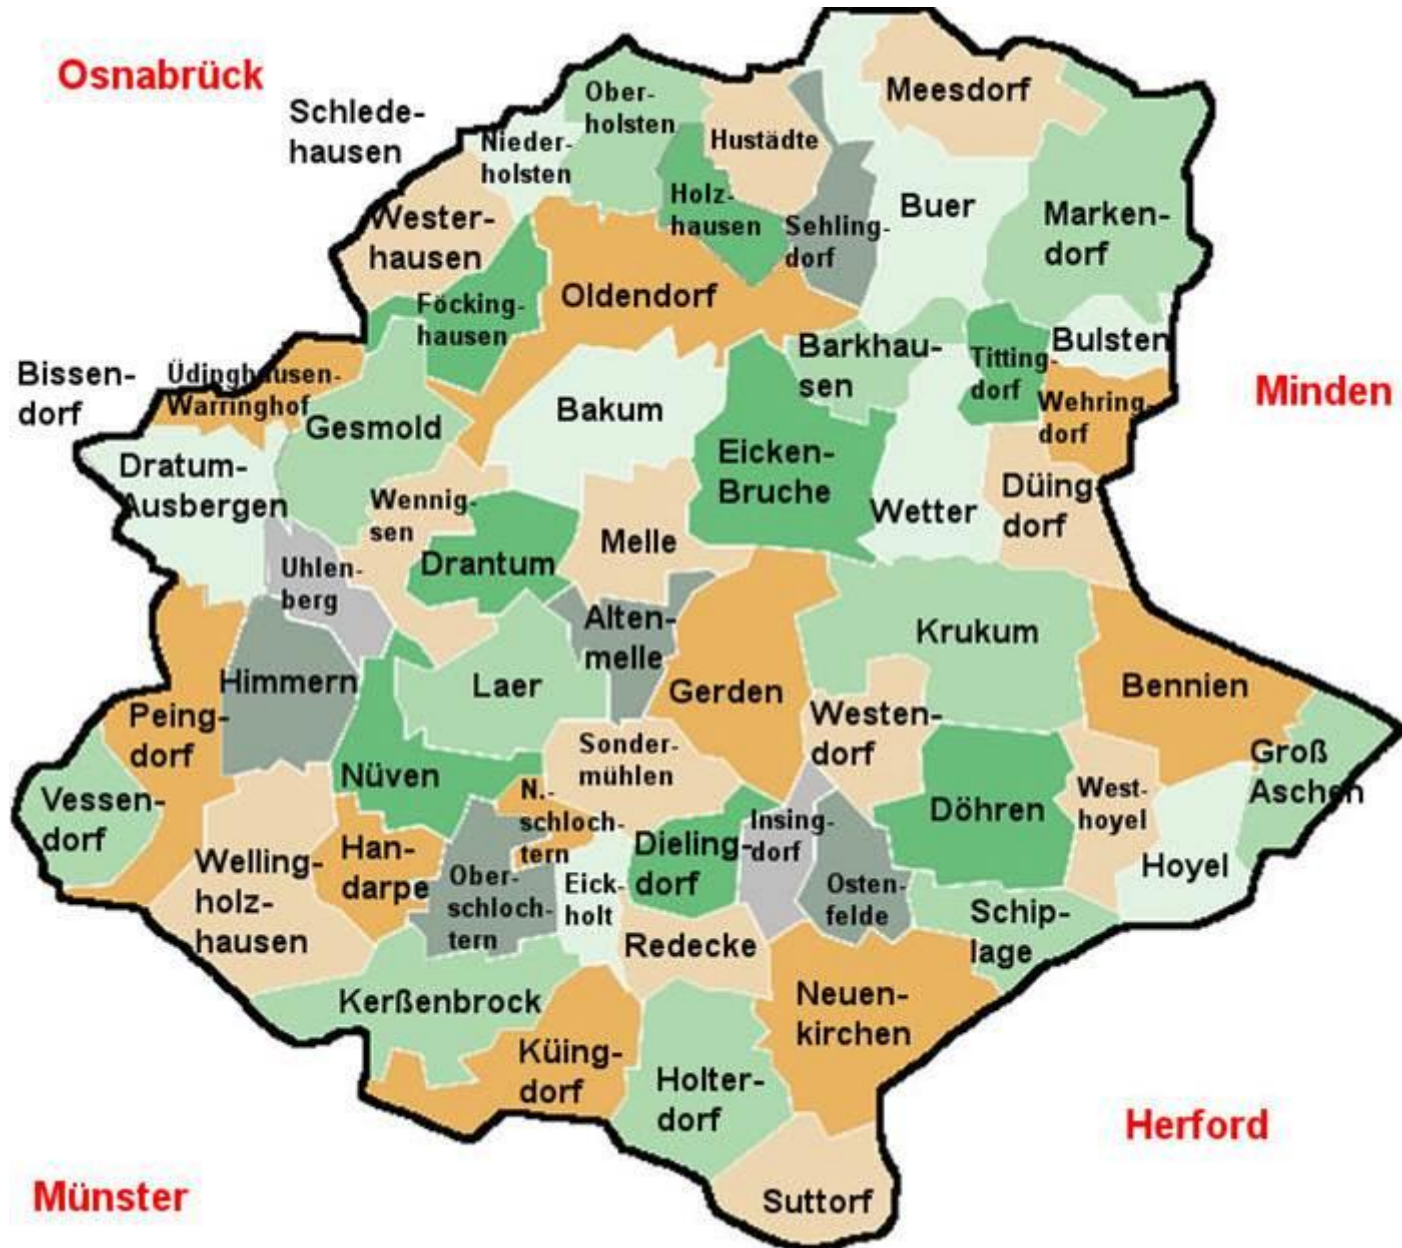 Osnabrück
Schlede-
hausen
Ober-
holsten
Nieder-
holsten
Hustädte
Meesdorf
Holz-
hausen
Sehling-
dorf
Buer
Marken-
dorf
Wester-
hausen
Föcking-
hausen
Oldendorf
Barkhau-
sen
Titting-
dorf
Bulsten
Bissen-
dorf
Üdinghausen-
Warringhof
Gesmold
Bakum
Wehring
dorf
Minden
Dratum-
Ausbergen
Wennig-
sen
Eicken-
Bruche
Wetter
Düing-
dorf
Uhlen-
berg
Drantum
Melle
Alten-
melle
Krukum
Himmern
Laer
Gerden
Bennien
Peing-
dorf
Westen-
dorf
Nüven
Sonder-
mühlen
Groß
Aschen
Vessen-
dorf
N.-
schloch-
tern
Insing-
dorf
Döhren
West-
hoyel
Welling-
holz-
hausen
Han-
darpe
Ober-
schloch-
tern
Eick-
holt
Dieling-
dorf
Osten-
felde
Hoyel
Schip-
lage
Redecke
Kerßenbrock
Neuen-
kirchen
Küing-
dorf
Holter-
dorf
Herford
Münster
Suttorf